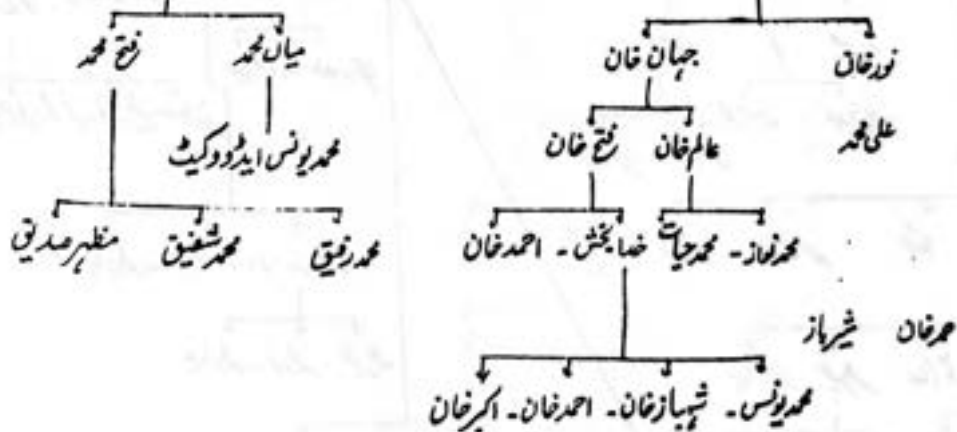 نور خان جہان خان میاں محمد فتح محمد
علی محمد عالم خان فتح خان محمد یونس ایڈووکیٹ
محمد نواز - محمد حیات خدا بخش - احمد خان محمد رفیق محمد شفیق مظہر صدیق
شیرباز
محمد یونس - شہباز خان - احمد خان - اکبر خان